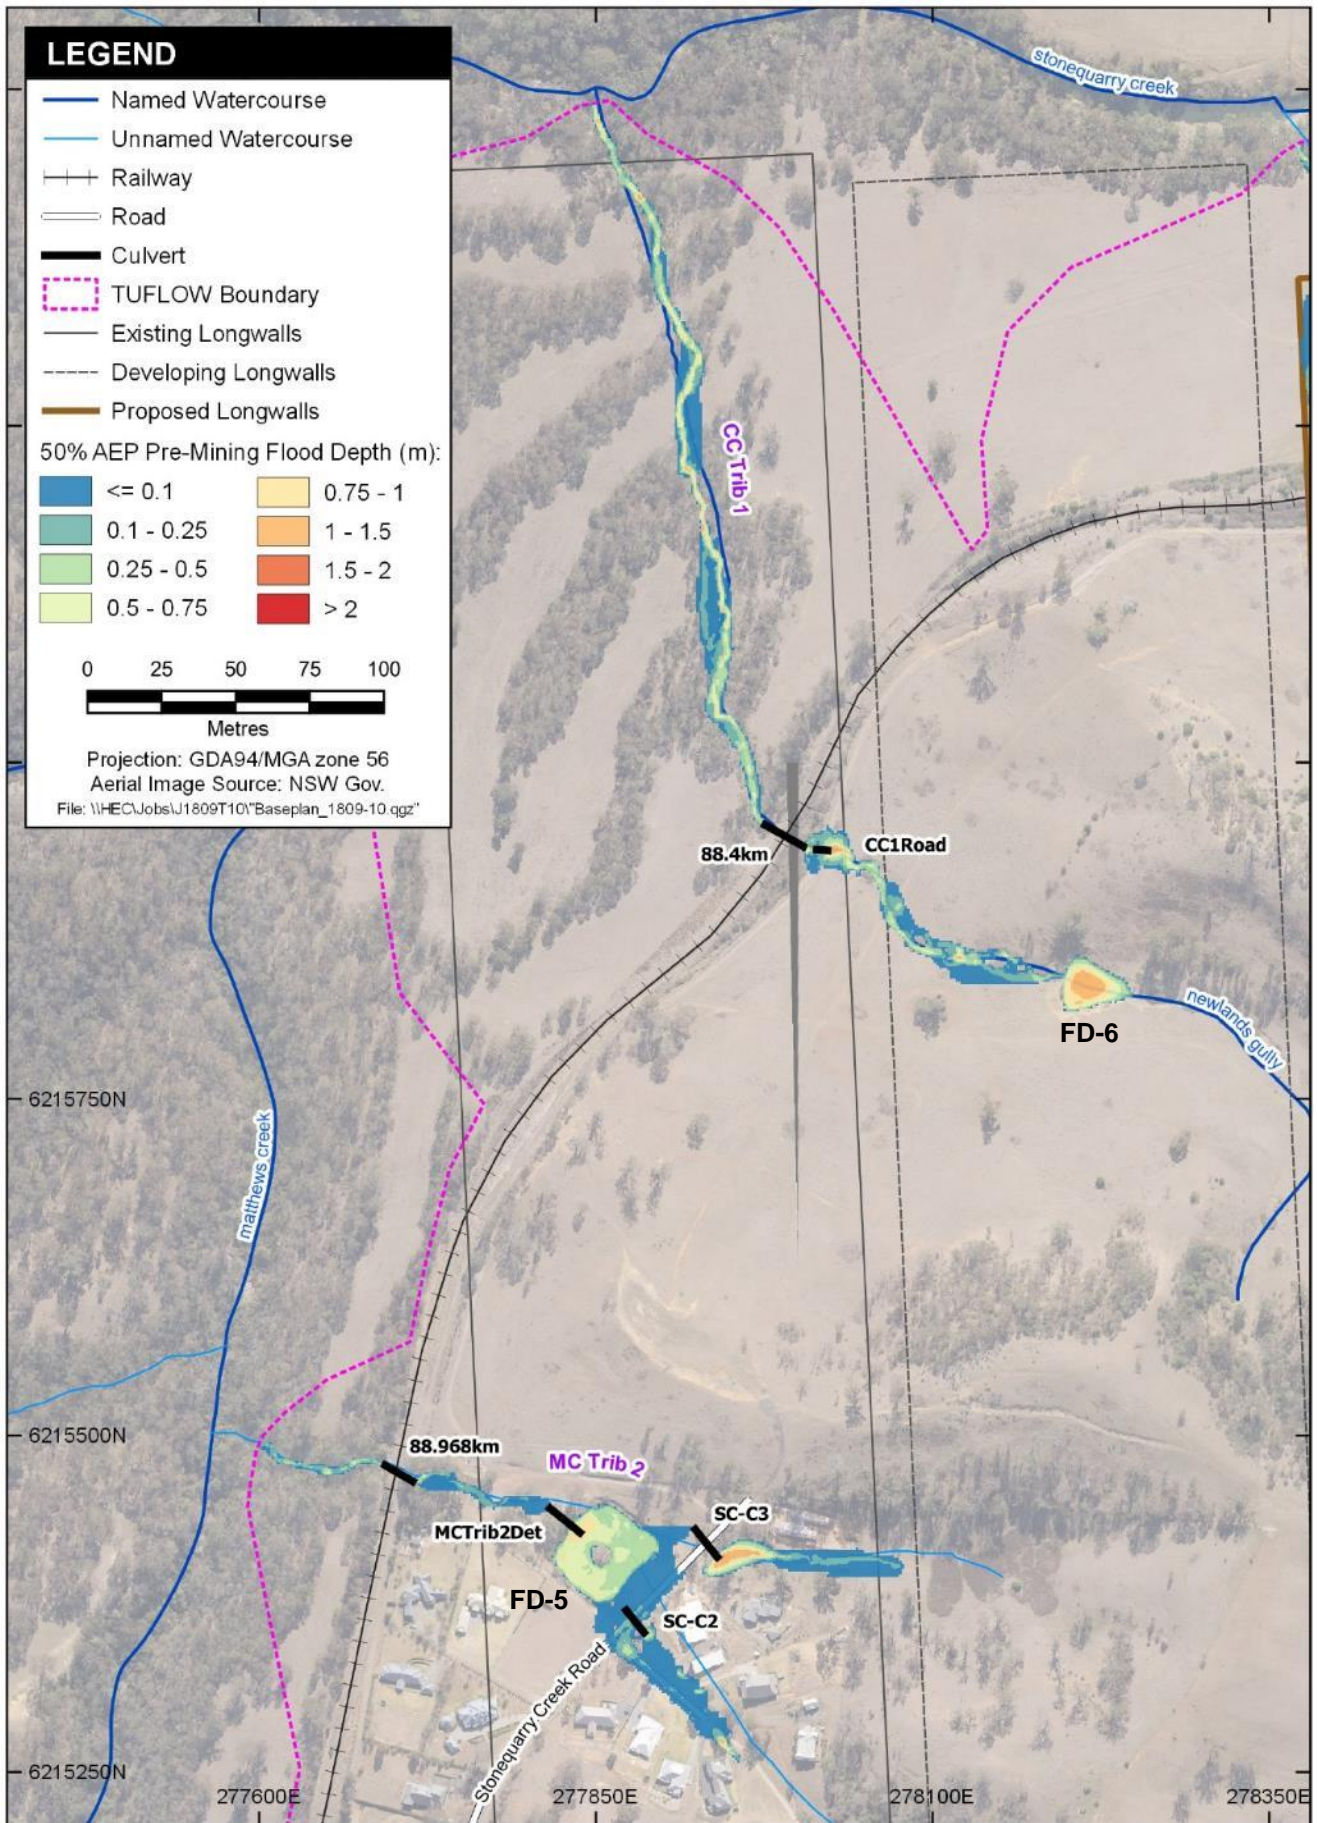 LEGEND
Named Watercourse
Unnamed Watercourse
Railway
Road
Culvert
TUFLOW Boundary
Existing Longwalls
Developing Longwalls
Proposed Longwalls
50% AEP Pre-Mining Flood Depth (m):
<= 0.1
0.1 - 0.25
0.25 - 0.5
0.5 - 0.75
0.75 - 1
1 - 1.5
1.5 - 2
> 2
0 25 50 75 100
Metres
Projection: GDA94/MGA zone 56
Aerial Image Source: NSW Gov.
File: \\HEC\Jobs\J1809T10\"Baseplan_1809-10.qgz"
stonequarry creek
CC Trib 1
88.4km
CC1Road
FD-6
newlands gully
6215750N
matthews creek
6215500N
88.968km
MC Trib 2
SC-C3
MCTrib2Det
FD-5
SC-C2
Stonequarry Creek Road
6215250N
277600E 277850E 278100E 278350E